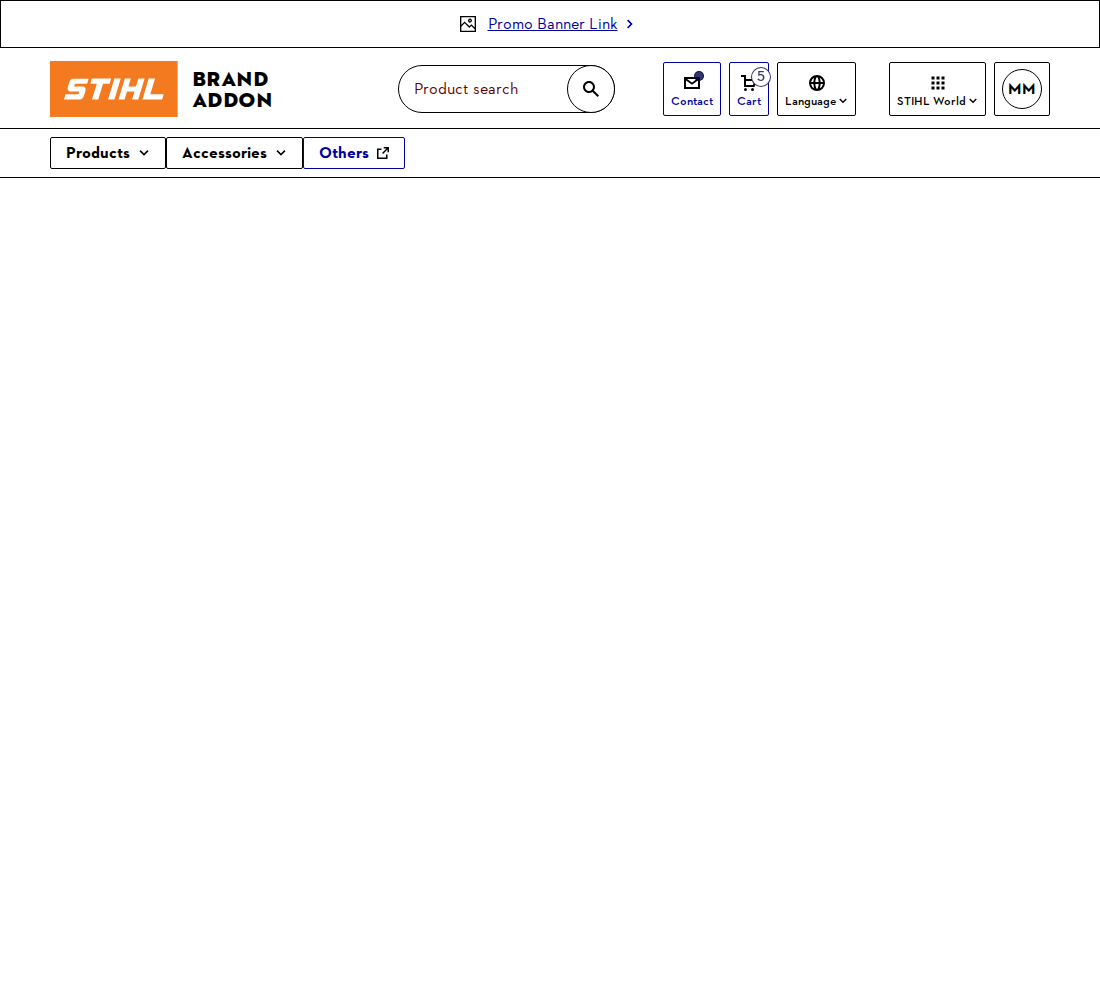 Promo Banner Link
STIHL
BRAND
ADDON
Product search
Contact
5
Cart
Language
STIHL World
MM
Products
Accessories
Others